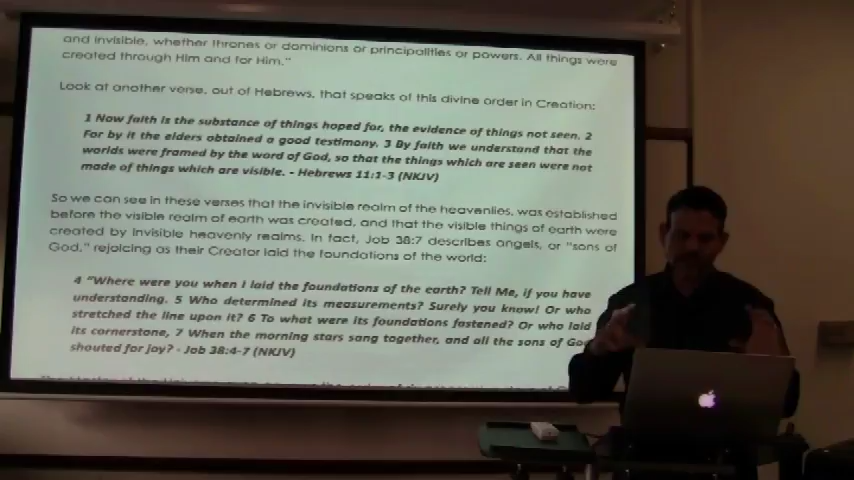 and invisible, whether thrones or dominions or principalities or powers. All things were
created through Him and for Him."
Look at another verse, out of Hebrews, that speaks of this divine order in Creation:
1 Now faith is the substance of things hoped for, the evidence of things not seen. 2
For by it the elders obtained a good testimony. 3 By faith we understand that the
worlds were framed by the word of God, so that the things which are seen were not
made of things which are visible. - Hebrews 11:1-3 (NKJV)
So we can see in these verses that the invisible realm of the heavenlies, was established
before the visible realm of earth was created, and that the visible things of earth were
created by invisible heavenly realms. In fact, Job 38:7 describes angels, or "sons of
God," rejoicing as their Creator laid the foundations of the world:
4 "Where were you when I laid the foundations of the earth? Tell Me, if you have
understanding. 5 Who determined its measurements? Surely you know! Or who
stretched the line upon it? 6 To what were its foundations fastened? Or who laid
its cornerstone, 7 When the morning stars sang together, and all the sons of God
shouted for joy? - Job 38:4-7 (NKJV)